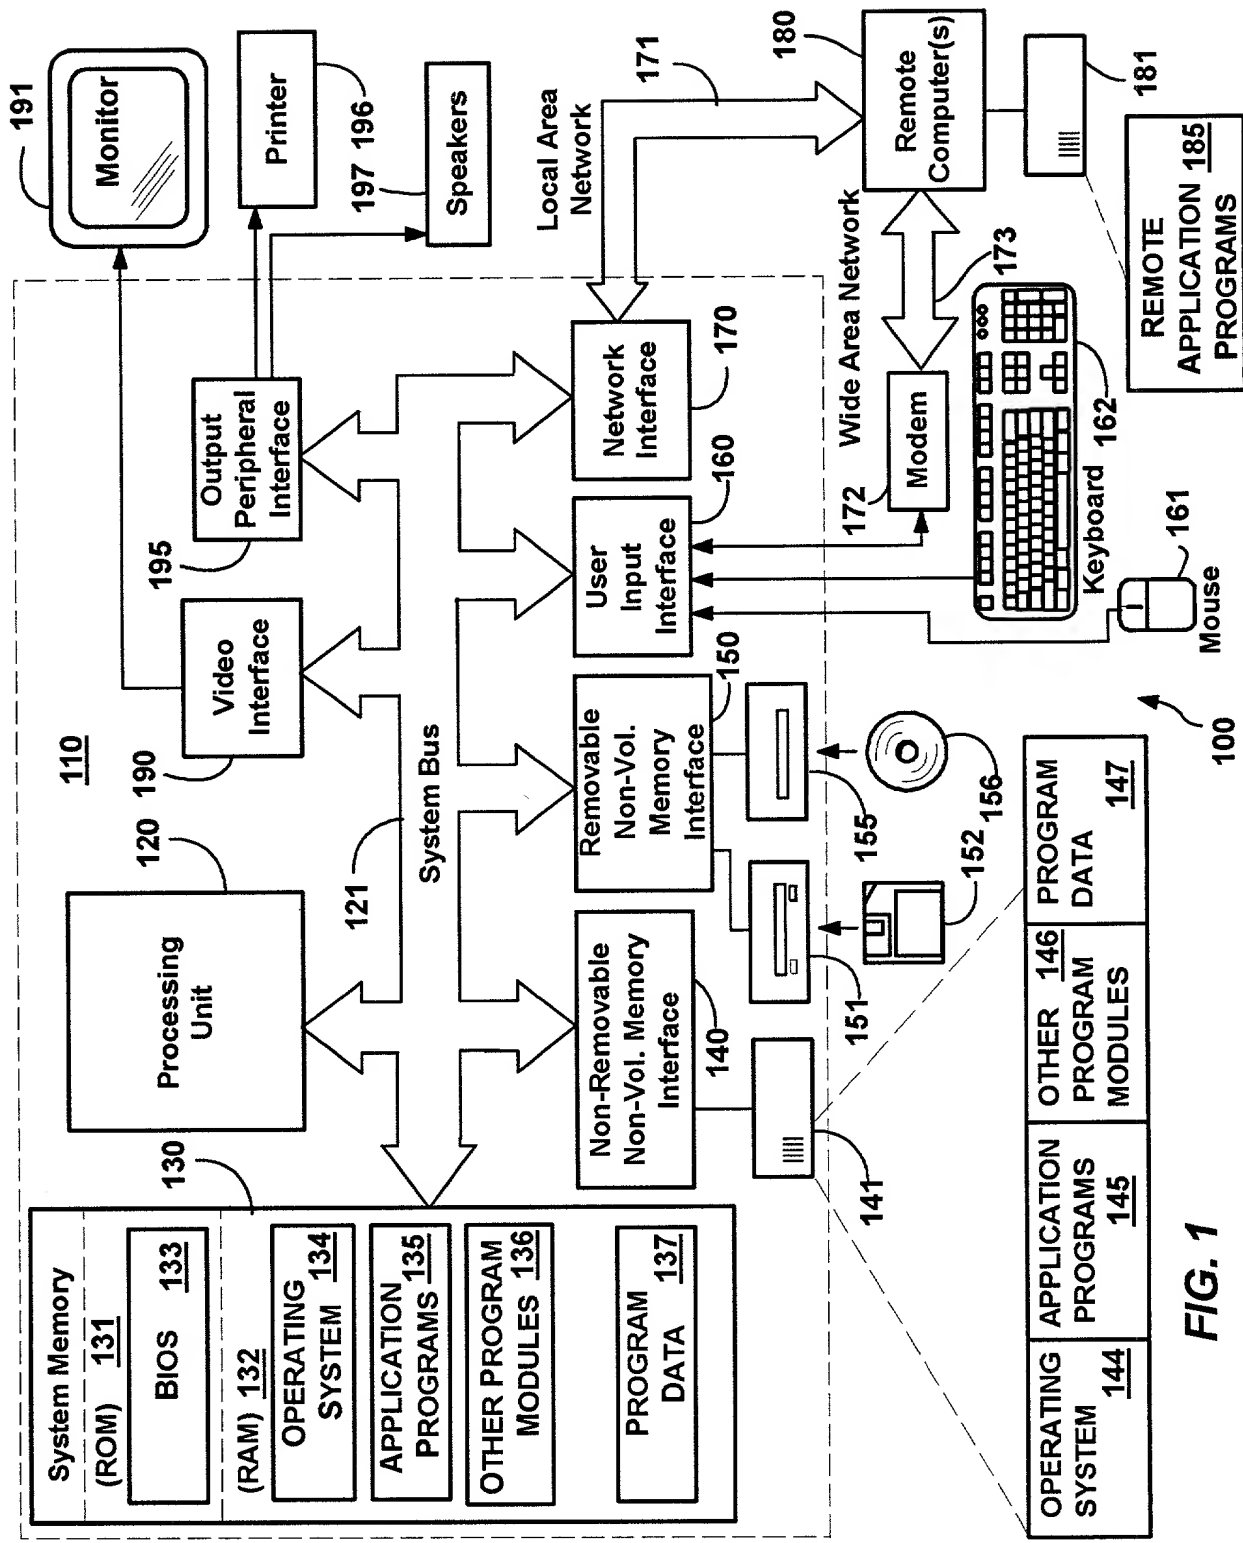 System Memory
(ROM) 131
BIOS 133
(RAM) 132
OPERATING
SYSTEM 134
APPLICATION
PROGRAMS 135
OTHER PROGRAM
MODULES 136
PROGRAM
DATA 137
130
Processing
Unit
120
110
190
Video
Interface
195
Output
Peripheral
Interface
191
Monitor
Printer
196
197
Speakers
121
System Bus
Non-Removable
Non-Vol. Memory
Interface
140
Removable
Non-Vol.
Memory
Interface
150
User
Input
Interface
160
Network
Interface
170
Local Area
Network
171
141
151
155
152
156
172
Modem
Wide Area Network
173
180
Remote
Computer(s)
181
Keyboard
162
Mouse
161
REMOTE
APPLICATION 185
PROGRAMS
100
OPERATING
SYSTEM 144
APPLICATION
PROGRAMS 145
OTHER 146
PROGRAM
MODULES
PROGRAM
DATA 147
FIG. 1